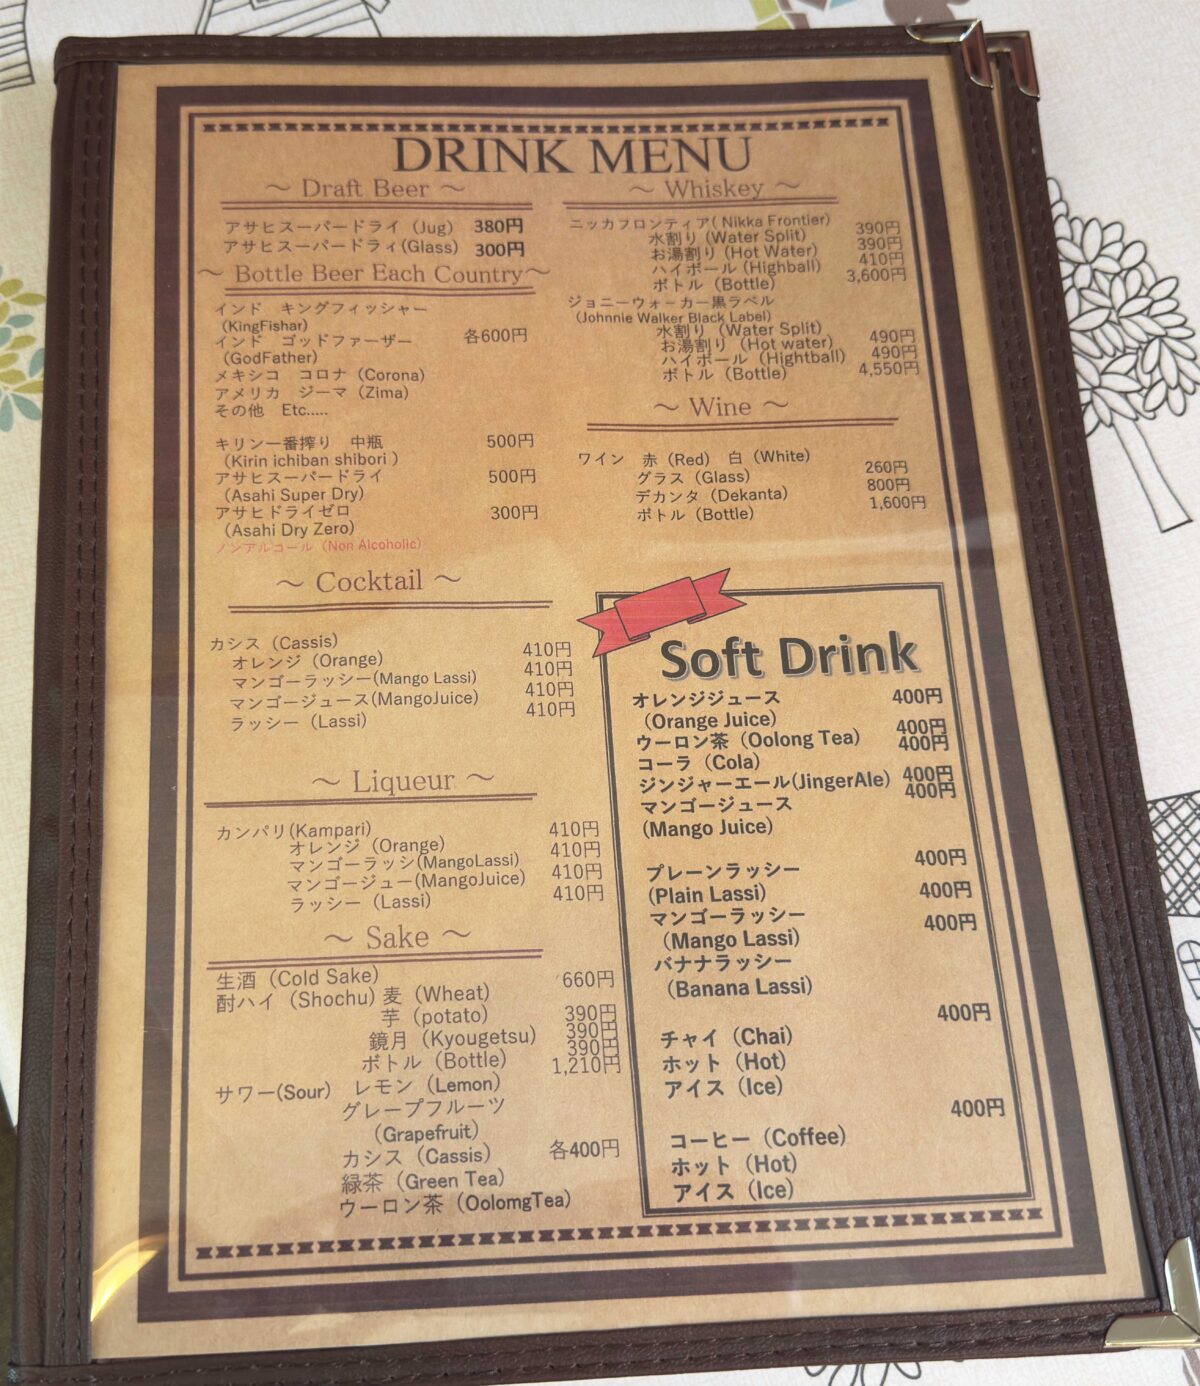 DRINK MENU
～ Draft Beer ～
アサヒスーパードライ (Jug) 380円
アサヒスーパードライ(Glass) 300円
～ Bottle Beer Each Country～
インド キングフィッシャー
(KingFishar)
インド ゴッドファーザー 各600円
(GodFather)
メキシコ コロナ (Corona)
アメリカ ジーマ (Zima)
その他 Etc.....
キリン一番搾り 中瓶 500円
(Kirin ichiban shibori )
アサヒスーパードライ 500円
(Asahi Super Dry)
アサヒドライゼロ 300円
(Asahi Dry Zero)
ノンアルコール (Non Alcoholic)
～ Cocktail ～
カシス (Cassis)
オレンジ (Orange) 410円
マンゴーラッシー(Mango Lassi) 410円
マンゴージュース(MangoJuice) 410円
ラッシー (Lassi) 410円
～ Liqueur ～
カンパリ(Kampari) 410円
オレンジ (Orange) 410円
マンゴーラッシ(MangoLassi) 410円
マンゴージュー(MangoJuice) 410円
ラッシー (Lassi)
～ Sake ～
生酒 (Cold Sake) 660円
酎ハイ (Shochu) 麦 (Wheat)
芋 (potato) 390円
鏡月 (Kyougetsu) 390円
390円
ボトル (Bottle) 1,210円
サワー(Sour) レモン (Lemon)
グレープフルーツ
(Grapefruit)
カシス (Cassis) 各400円
緑茶 (Green Tea)
ウーロン茶 (OolomgTea)
～ Whiskey ～
ニッカフロンティア( Nikka Frontier)
水割り (Water Split) 390円
お湯割り (Hot Water) 390円
ハイボール (Highball) 410円
ボトル (Bottle) 3,600円
ジョニーウォーカー黒ラベル
(Johnnie Walker Black Label)
水割り (Water Split)
お湯割り (Hot water) 490円
ハイボール (Hightball) 490円
ボトル (Bottle) 4,550円
～ Wine ～
ワイン 赤 (Red) 白 (White)
グラス (Glass) 260円
デカンタ (Dekanta) 800円
ボトル (Bottle) 1,600円
Soft Drink
オレンジジュース 400円
(Orange Juice)
ウーロン茶 (Oolong Tea) 400円
コーラ (Cola) 400円
ジンジャーエール(JingerAle) 400円
マンゴージュース 400円
(Mango Juice)
プレーンラッシー 400円
(Plain Lassi) 400円
マンゴーラッシー 400円
(Mango Lassi)
バナナラッシー
(Banana Lassi)
400円
チャイ (Chai)
ホット (Hot)
アイス (Ice)
400円
コーヒー (Coffee)
ホット (Hot)
アイス (Ice)